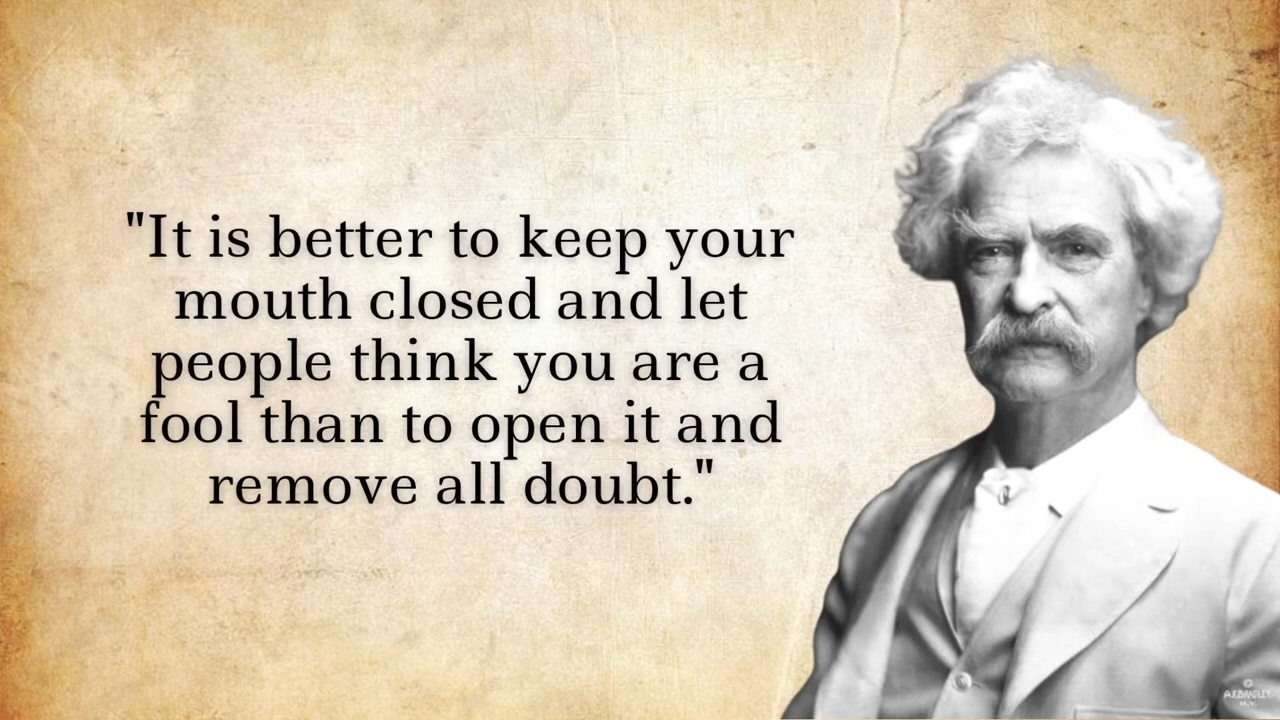 "It is better to keep your
mouth closed and let
people think you are a
fool than to open it and
remove all doubt."